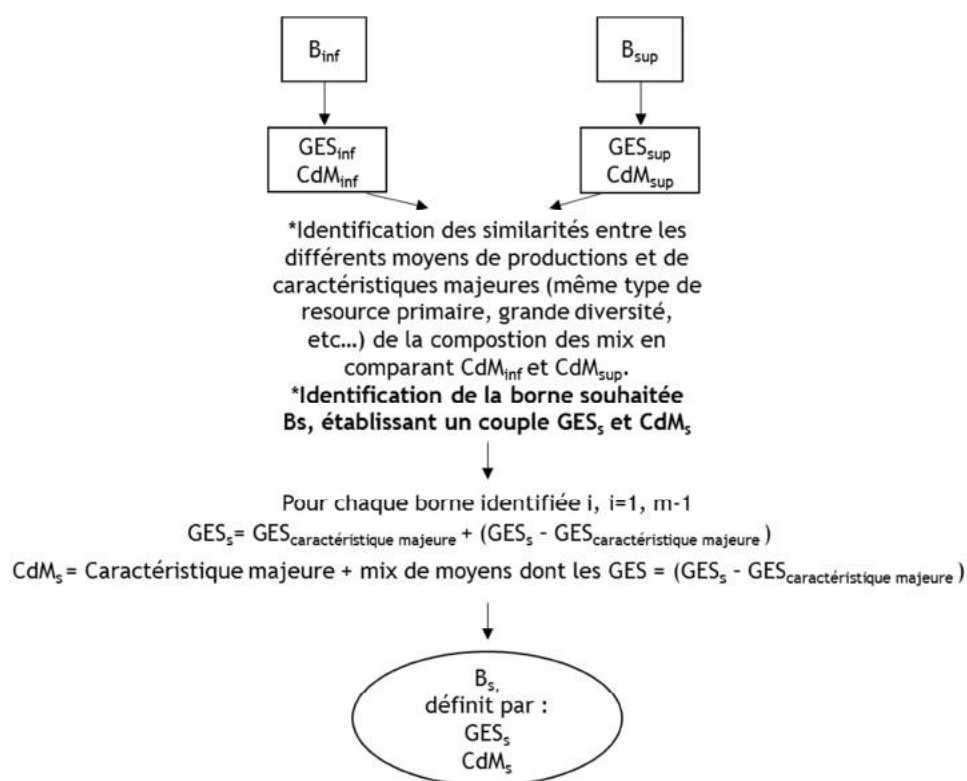 B_inf
B_sup
GES_inf
CdM_inf
GES_sup
CdM_sup
*Identification des similarités entre les
différents moyens de productions et de
caractéristiques majeures (même type de
resource primaire, grande diversité,
etc...) de la compostion des mix en
comparant CdM_inf et CdM_sup.
*Identification de la borne souhaitée
Bs, établissant un couple GES_s et CdM_s
Pour chaque borne identifiée i, i=1, m-1
GES_s= GES_caractéristique majeure + (GES_s - GES_caractéristique majeure)
CdM_s= Caractéristique majeure + mix de moyens dont les GES = (GES_s - GES_caractéristique majeure)
B_s,
définit par :
GES_s
CdM_s